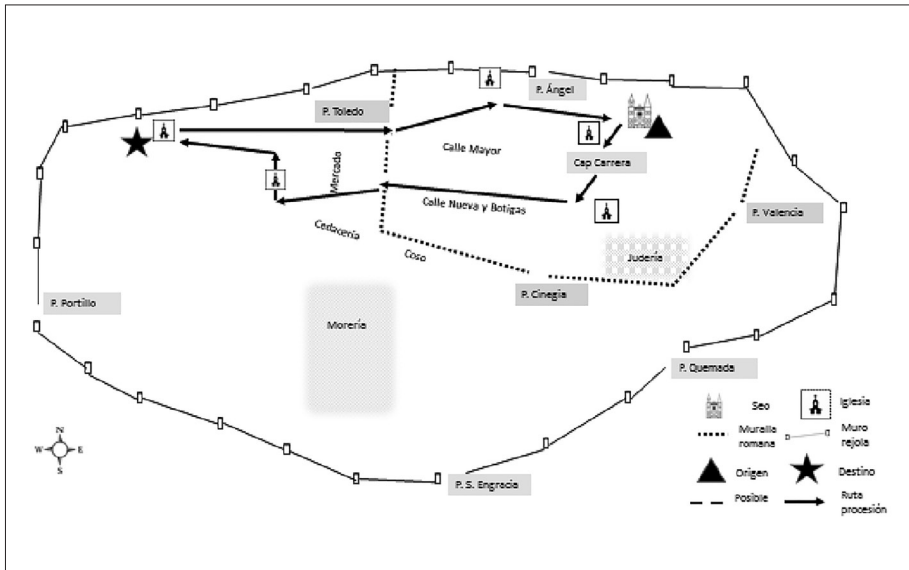 P. Ángel
P. Toledo
Calle Mayor
Cap Carrera
Mercado
Calle Nueva y Botigas
P. Valencia
Cedacería
Coso
Judería
P. Cinegia
P. Portillo
Morería
P. Quemada
Seo
Iglesia
Muralla
romana
Muro
rejola
N
W
E
S
Origen
Destino
P. S. Engracia
Posible
Ruta
procesión